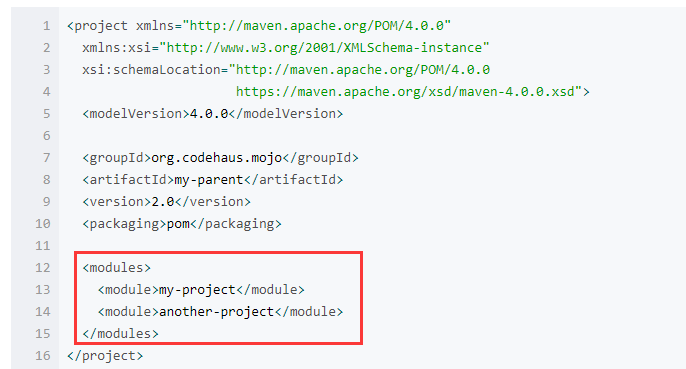 1 <project xmlns="http://maven.apache.org/POM/4.0.0"
2 xmlns:xsi="http://www.w3.org/2001/XMLSchema-instance"
3 xsi:schemaLocation="http://maven.apache.org/POM/4.0.0
4 https://maven.apache.org/xsd/maven-4.0.0.xsd">
5 <modelVersion>4.0.0</modelVersion>
6
7 <groupId>org.codehaus.mojo</groupId>
8 <artifactId>my-parent</artifactId>
9 <version>2.0</version>
10 <packaging>pom</packaging>
11
12 <modules>
13 <module>my-project</module>
14 <module>another-project</module>
15 </modules>
16 </project>